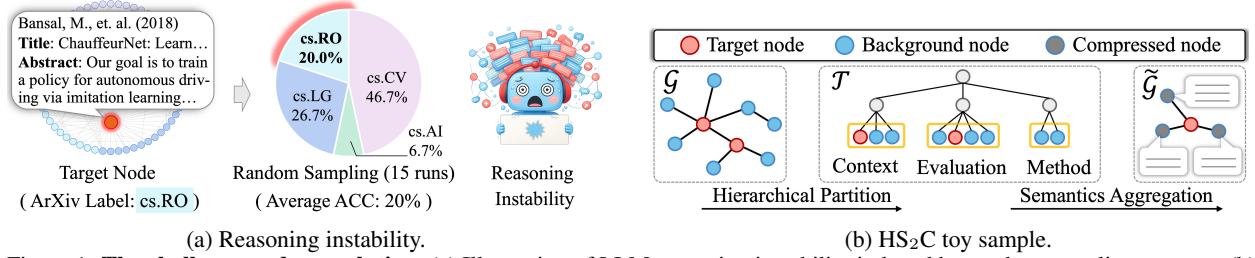 Bansal, M., et. al. (2018)
Title: ChauffeurNet: Learn…
Abstract: Our goal is to train
a policy for autonomous driv-
ing via imitation learning…
Target Node
( ArXiv Label: cs.RO )
cs.RO
20.0%
cs.CV
46.7%
cs.LG
26.7%
cs.AI
6.7%
Random Sampling (15 runs)
( Average ACC: 20% )
Reasoning
Instability
(a) Reasoning instability.
Target node
Background node
Compressed node
𝒢
𝒯
Context
Evaluation
Method
𝒢̃
Hierarchical Partition
Semantics Aggregation
(b) HS₂C toy sample.